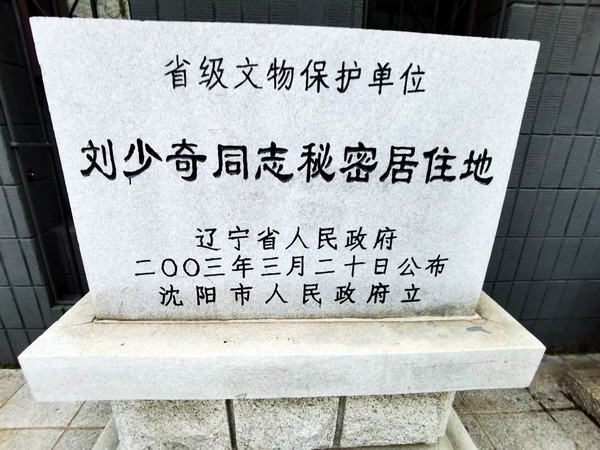 省级文物保护单位
刘少奇同志秘密居住地
辽宁省人民政府
二〇〇三年三月二十日公布
沈阳市人民政府立